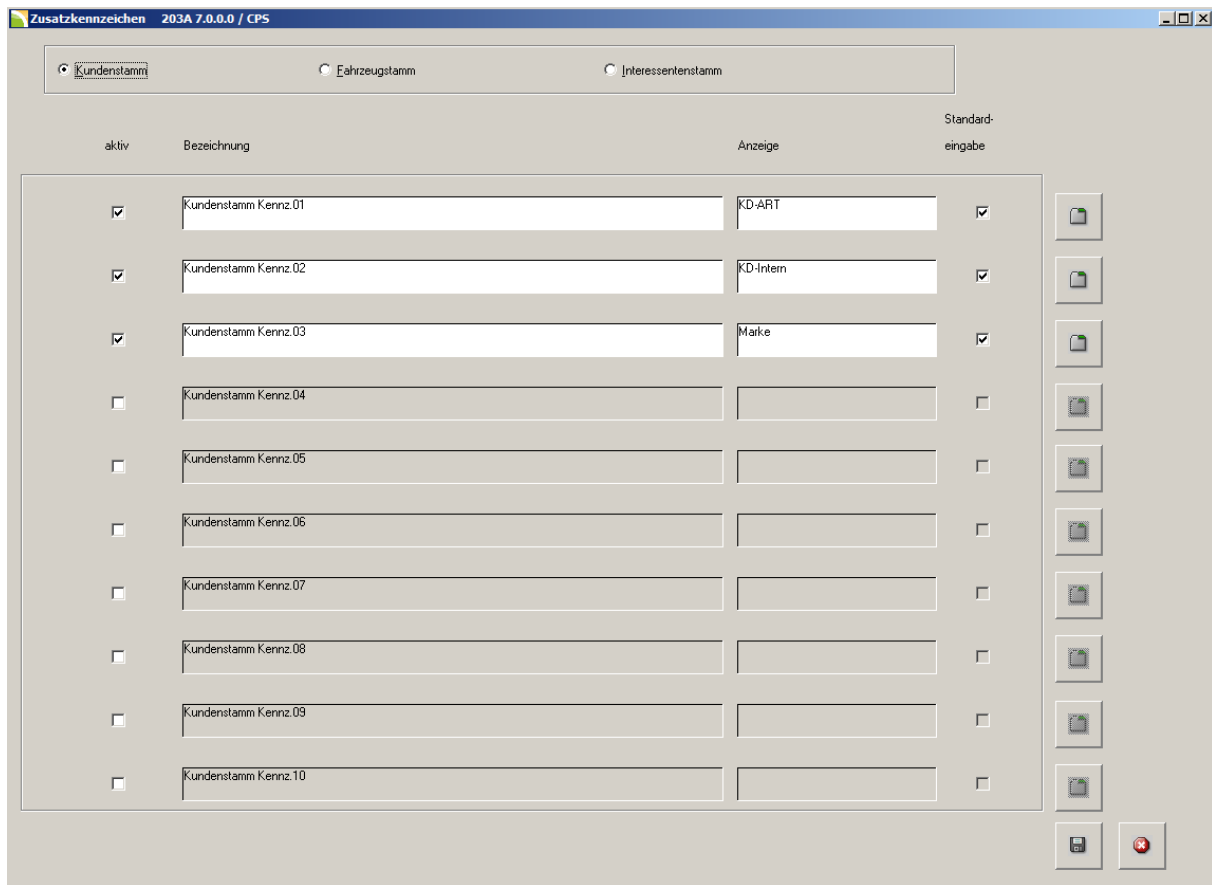 Zusatzkennzeichen 203A 7.0.0.0 / CPS
Kundenstamm Fahrzeugstamm Interessentenstamm
Standard-
aktiv Bezeichnung Anzeige eingabe
Kundenstamm Kennz.01 KD-ART
Kundenstamm Kennz.02 KD-Intern
Kundenstamm Kennz.03 Marke
Kundenstamm Kennz.04
Kundenstamm Kennz.05
Kundenstamm Kennz.06
Kundenstamm Kennz.07
Kundenstamm Kennz.08
Kundenstamm Kennz.09
Kundenstamm Kennz.10